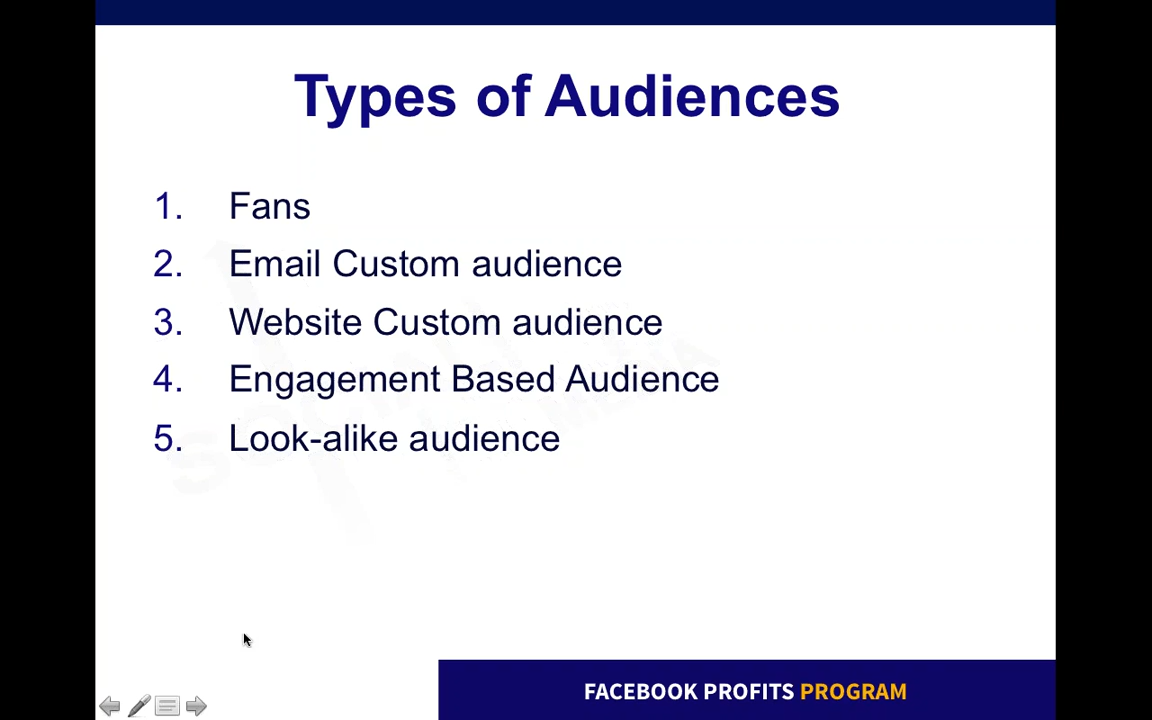 Types of Audiences
1. Fans
2. Email Custom audience
3. Website Custom audience
4. Engagement Based Audience
5. Look-alike audience
FACEBOOK PROFITS PROGRAM